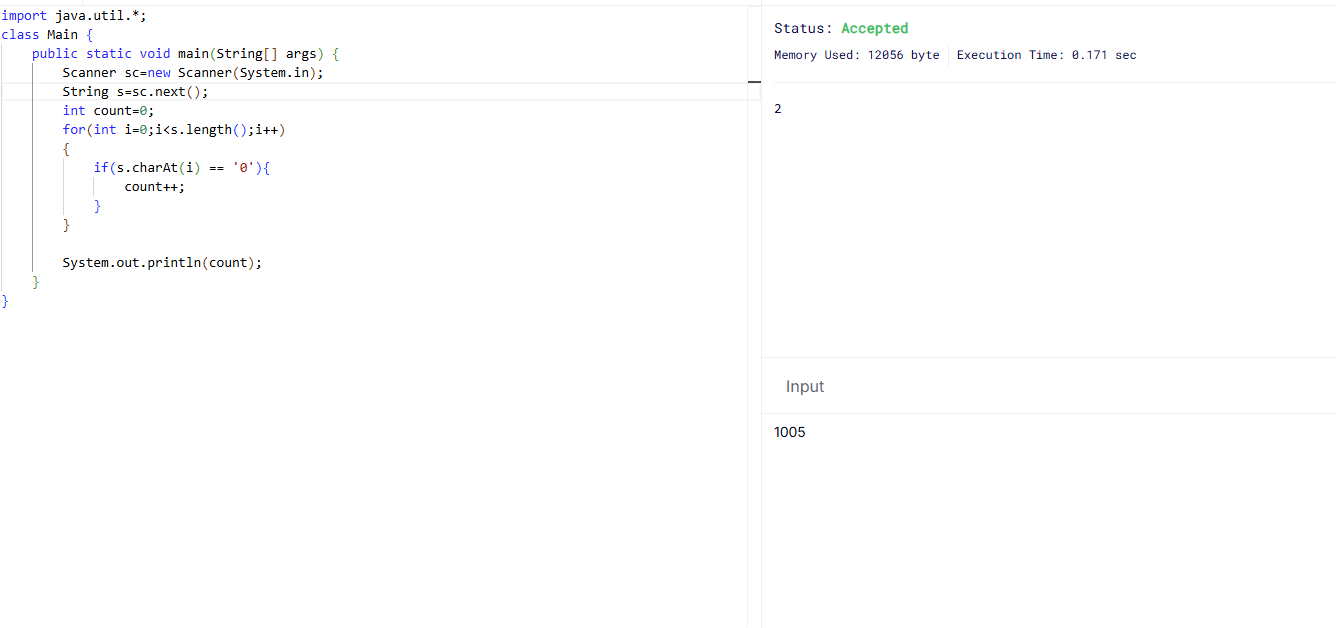 import java.util.*;
class Main {
    public static void main(String[] args) {
        Scanner sc=new Scanner(System.in);
        String s=sc.next();
        int count=0;
        for(int i=0;i<s.length();i++)
        {
            if(s.charAt(i) == '0'){
                count++;
            }
        }
        System.out.println(count);
    }
}
Status: Accepted
Memory Used: 12056 byte Execution Time: 0.171 sec
2
Input
1005